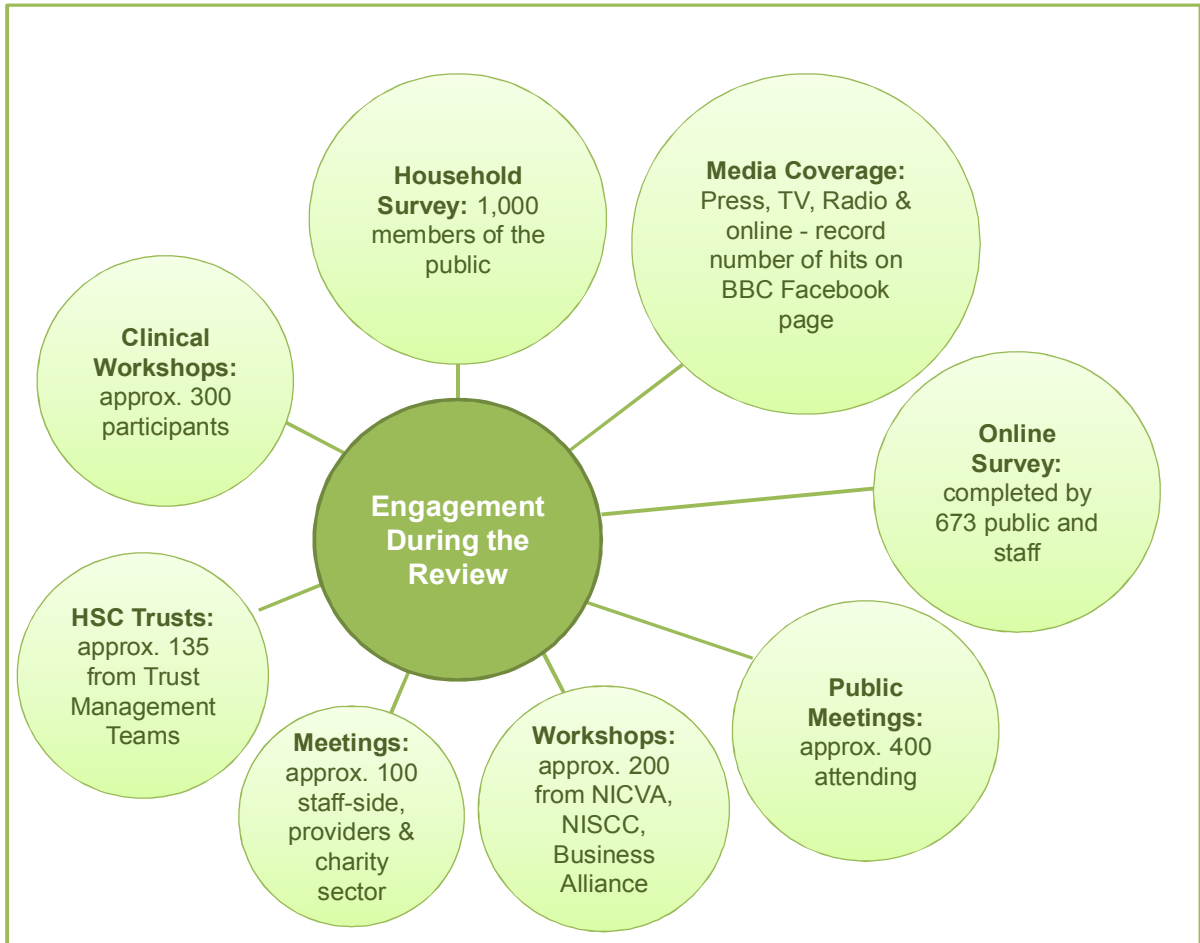 Household
Survey: 1,000
members of the
public
Media Coverage:
Press, TV, Radio &
online - record
number of hits on
BBC Facebook
page
Clinical
Workshops:
approx. 300
participants
Online
Survey:
completed by
673 public and
staff
Engagement
During the
Review
HSC Trusts:
approx. 135
from Trust
Management
Teams
Meetings:
approx. 100
staff-side,
providers &
charity
sector
Workshops:
approx. 200
from NICVA,
NISCC,
Business
Alliance
Public
Meetings:
approx. 400
attending